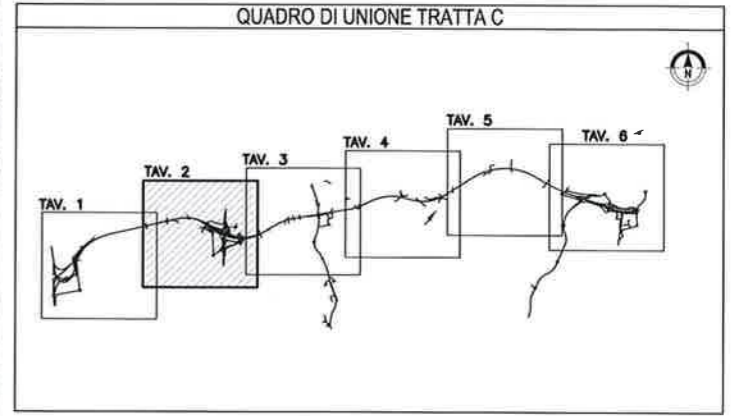 QUADRO DI UNIONE TRATTA C
N
TAV. 5
TAV. 6
TAV. 4
TAV. 3
TAV. 2
TAV. 1